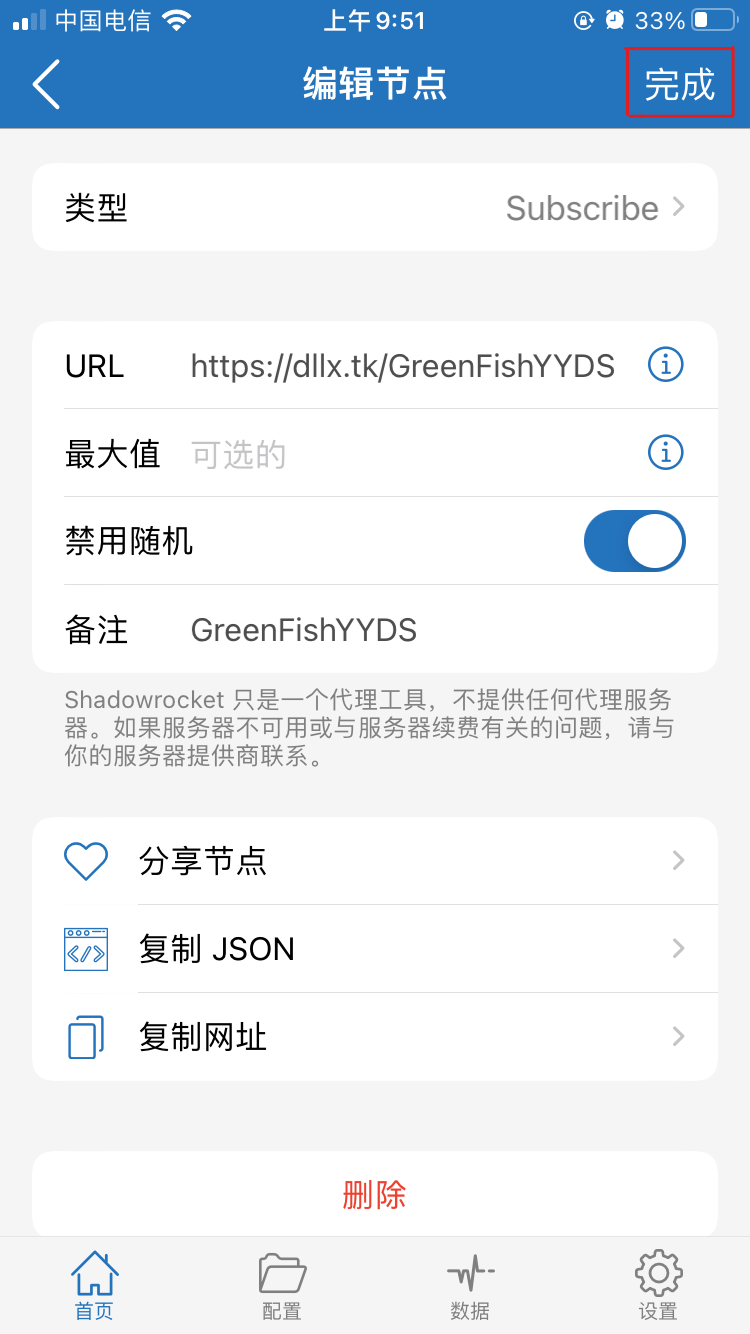 中国电信 上午9:51 33%
编辑节点 完成
类型 Subscribe
URL https://dllx.tk/GreenFishYYDS
最大值 可选的
禁用随机
备注 GreenFishYYDS
Shadowrocket 只是一个代理工具，不提供任何代理服务
器。如果服务器不可用或与服务器续费有关的问题，请与
你的服务器提供商联系。
分享节点
复制 JSON
复制网址
删除
首页 配置 数据 设置